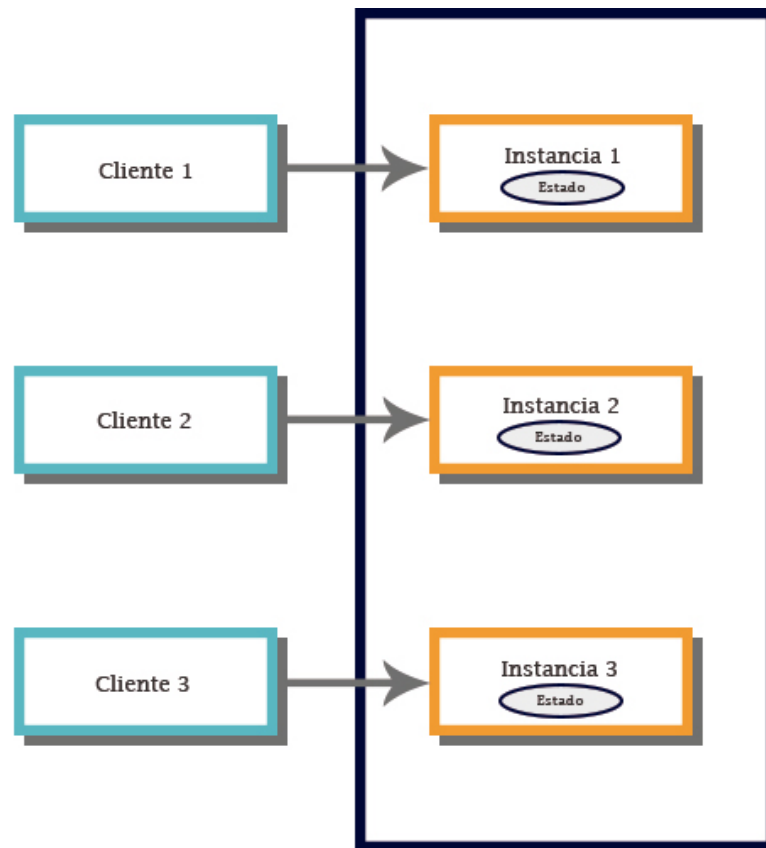 Cliente 1
Instancia 1
Estado
Cliente 2
Instancia 2
Estado
Cliente 3
Instancia 3
Estado